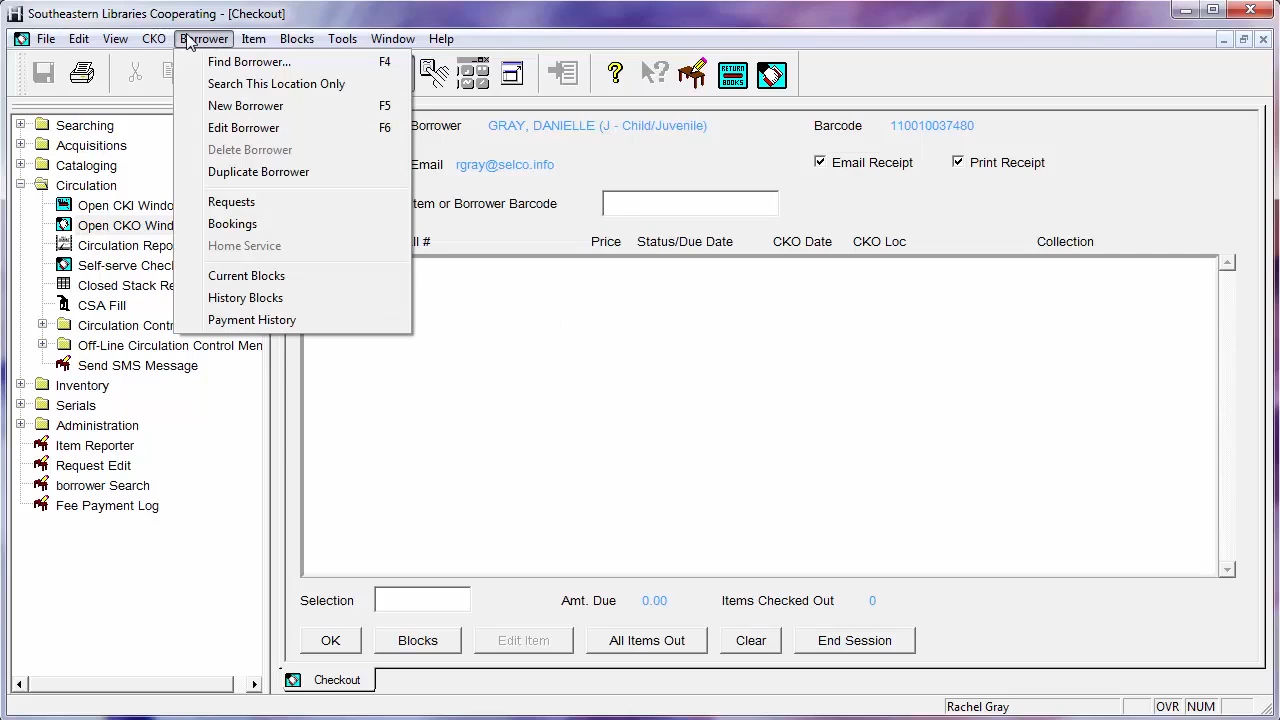 Southeastern Libraries Cooperating - [Checkout]
File Edit View CKO Borrower Item Blocks Tools Window Help
Find Borrower... F4
Search This Location Only
New Borrower F5
Edit Borrower F6
Delete Borrower
Duplicate Borrower
Requests
Bookings
Home Service
Current Blocks
History Blocks
Payment History
RETURN BOOKS
Searching
Acquisitions
Cataloging
Circulation
Open CKI Windo
Open CKO Wind
Circulation Repo
Self-serve Chec
Closed Stack Re
CSA Fill
Circulation Contr
Off-Line Circulation Control Men
Send SMS Message
Inventory
Serials
Administration
Item Reporter
Request Edit
borrower Search
Fee Payment Log
Borrower GRAY, DANIELLE (J - Child/Juvenile) Barcode 110010037480
Email rgray@selco.info Email Receipt Print Receipt
tem or Borrower Barcode
ll # Price Status/Due Date CKO Date CKO Loc Collection
Selection Amt. Due 0.00 Items Checked Out 0
OK Blocks Edit Item All Items Out Clear End Session
Checkout
Rachel Gray OVR NUM